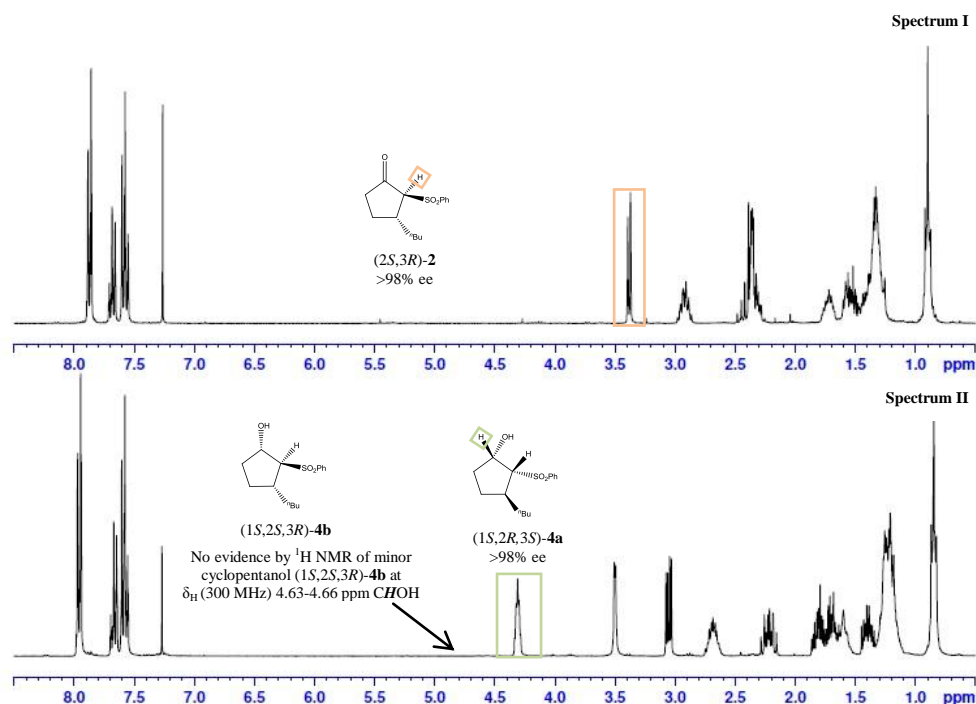 Spectrum I
O
H
SO2Ph
nBu
(2S,3R)-2
>98% ee
8.0 7.5 7.0 6.5 6.0 5.5 5.0 4.5 4.0 3.5 3.0 2.5 2.0 1.5 1.0 ppm
Spectrum II
OH
H
SO2Ph
nBu
(1S,2S,3R)-4b
No evidence by 1H NMR of minor
cyclopentanol (1S,2S,3R)-4b at
δH (300 MHz) 4.63-4.66 ppm CHOH
H
OH
H
SO2Ph
nBu
(1S,2R,3S)-4a
>98% ee
8.0 7.5 7.0 6.5 6.0 5.5 5.0 4.5 4.0 3.5 3.0 2.5 2.0 1.5 1.0 ppm